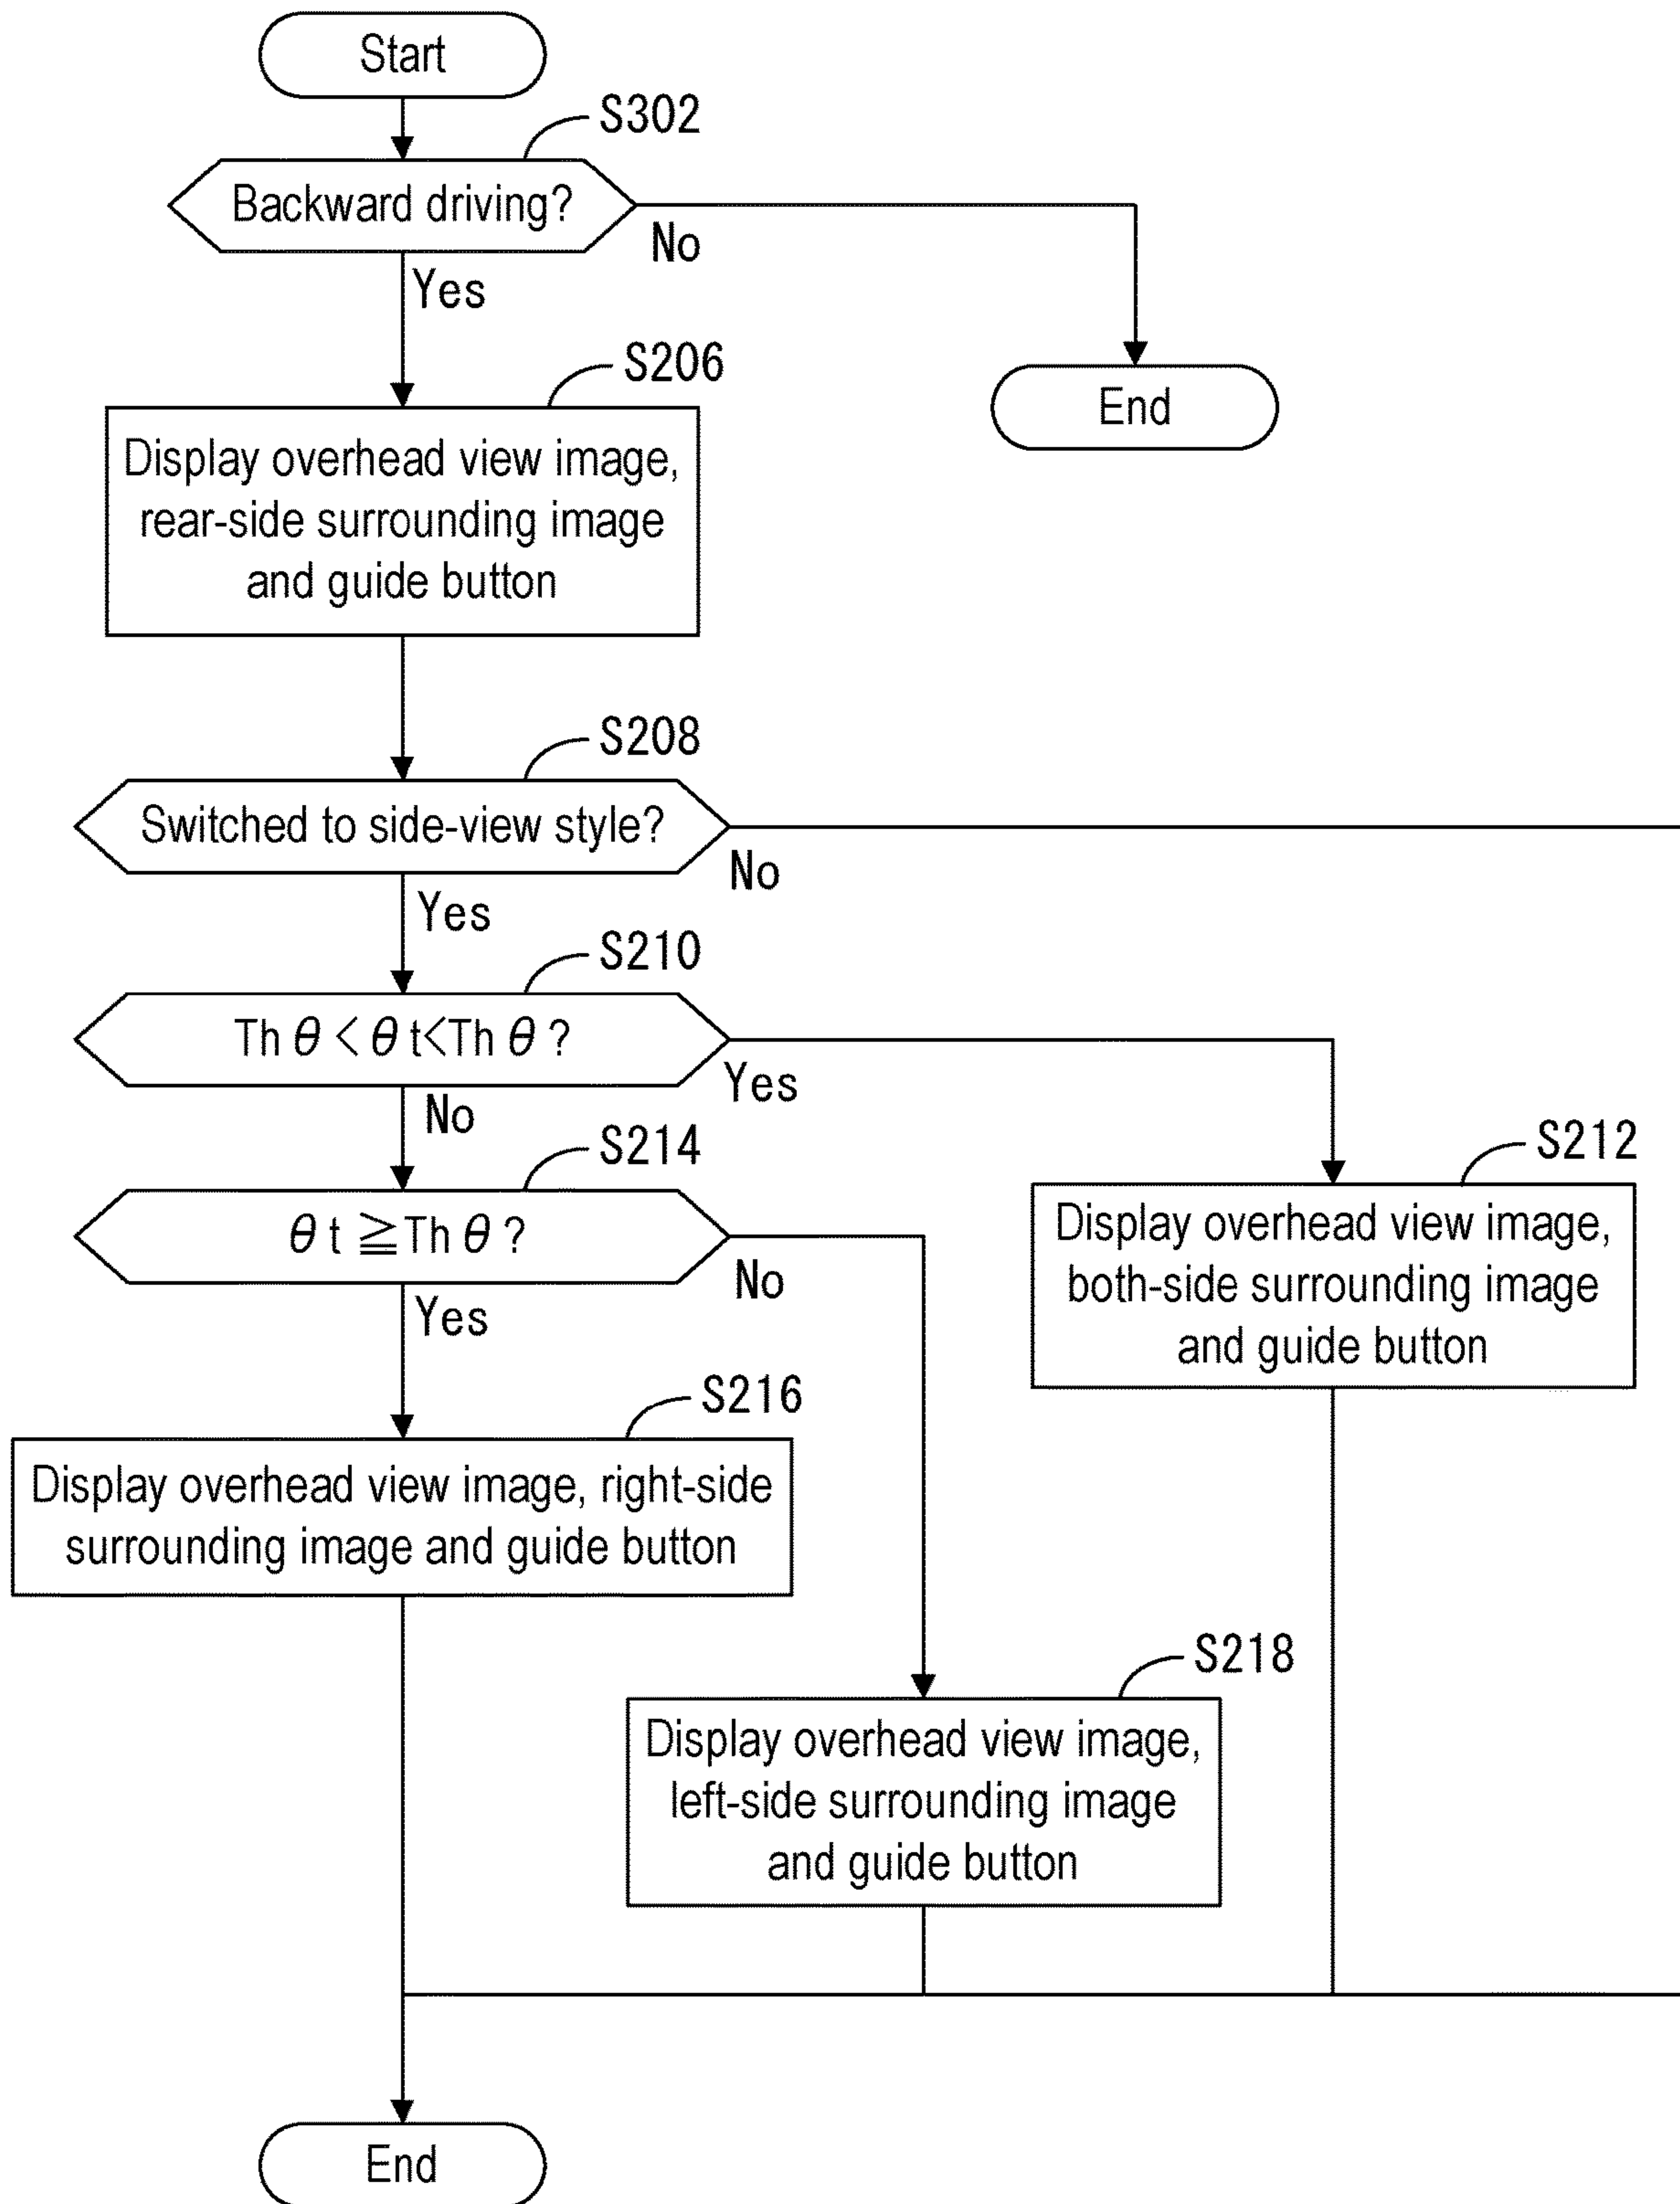 Start
S302
Backward driving?
No
Yes
S206
End
Display overhead view image,
rear-side surrounding image
and guide button
S208
Switched to side-view style?
No
Yes
S210
Th θ < θ t<Th θ ?
Yes
No
S214
S212
θ t ≧Th θ ?
No
Display overhead view image,
both-side surrounding image
and guide button
Yes
S216
Display overhead view image, right-side
surrounding image and guide button
S218
Display overhead view image,
left-side surrounding image
and guide button
End